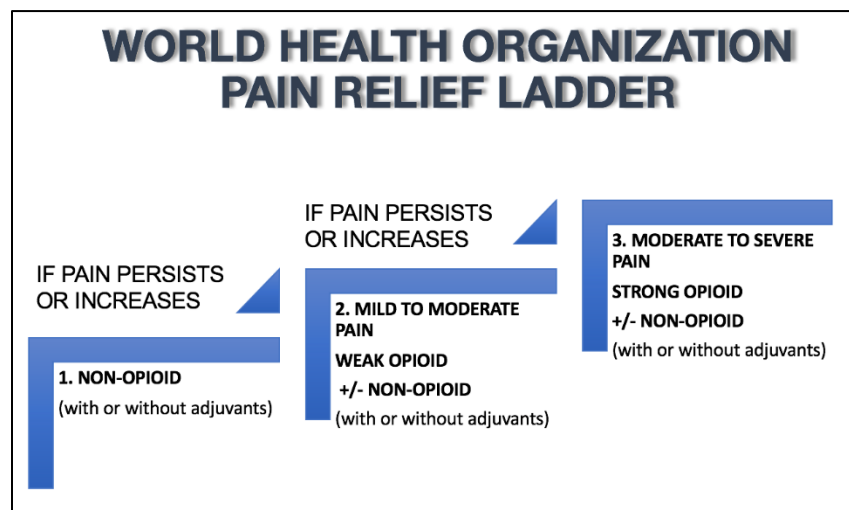 WORLD HEALTH ORGANIZATION
PAIN RELIEF LADDER
IF PAIN PERSISTS
OR INCREASES
1. NON-OPIOID
(with or without adjuvants)
IF PAIN PERSISTS
OR INCREASES
2. MILD TO MODERATE
PAIN
WEAK OPIOID
+/- NON-OPIOID
(with or without adjuvants)
3. MODERATE TO SEVERE
PAIN
STRONG OPIOID
+/- NON-OPIOID
(with or without adjuvants)